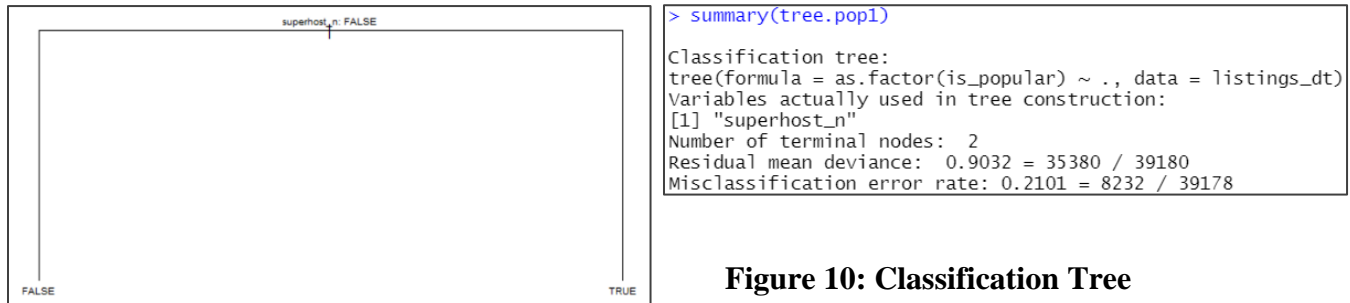 superhost_n: FALSE
FALSE
TRUE
> summary(tree.pop1)
Classification tree:
tree(formula = as.factor(is_popular) ~ ., data = listings_dt)
Variables actually used in tree construction:
[1] "superhost_n"
Number of terminal nodes:  2
Residual mean deviance:  0.9032 = 35380 / 39180
Misclassification error rate: 0.2101 = 8232 / 39178
Figure 10: Classification Tree